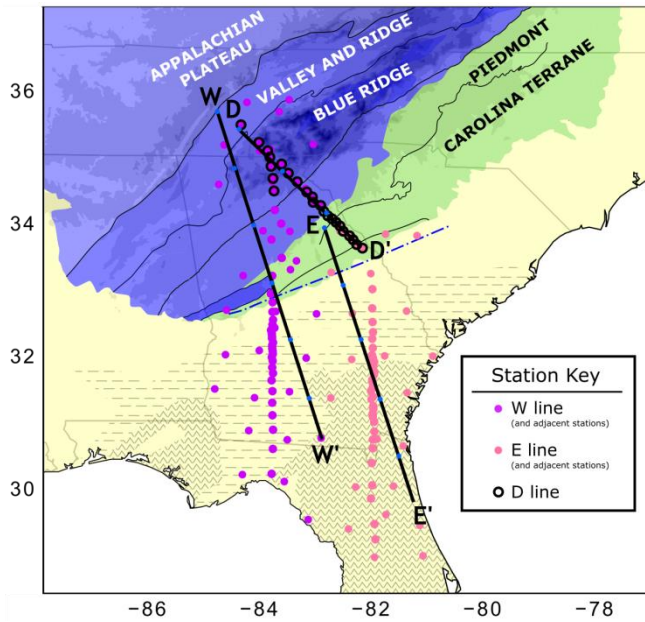 36
34
32
30
−86
−84
−82
−80
−78
APPALACHIAN
PLATEAU
VALLEY AND RIDGE
BLUE RIDGE
PIEDMONT
CAROLINA TERRANE
W
D
E
D'
W'
E'
Station Key
W line
(and adjacent stations)
E line
(and adjacent stations)
D line